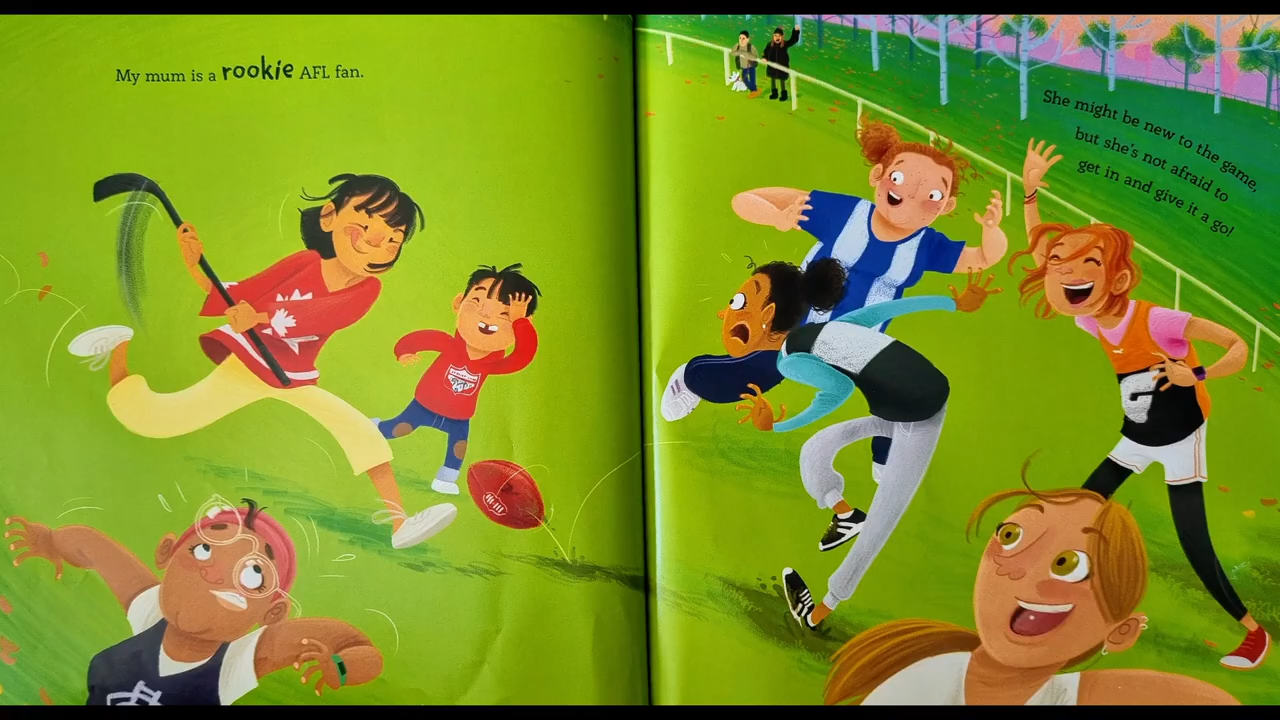 My mum is a rookie AFL fan.
She might be new to the game,
but she's not afraid to
get in and give it a go!